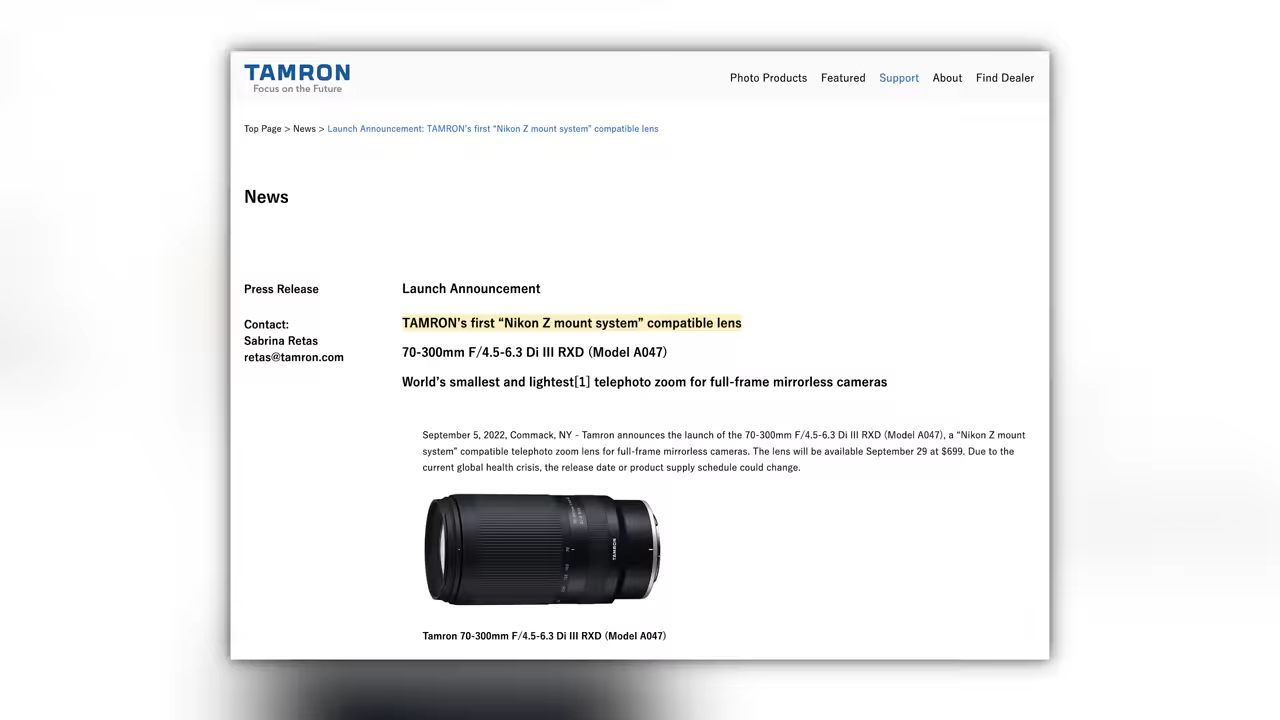 TAMRON
Focus on the Future
Photo Products Featured Support About Find Dealer
Top Page > News > Launch Announcement: TAMRON's first “Nikon Z mount system” compatible lens
News
Press Release
Contact:
Sabrina Retas
retas@tamron.com
Launch Announcement
TAMRON's first “Nikon Z mount system” compatible lens
70-300mm F/4.5-6.3 Di III RXD (Model A047)
World's smallest and lightest[1] telephoto zoom for full-frame mirrorless cameras
September 5, 2022, Commack, NY - Tamron announces the launch of the 70-300mm F/4.5-6.3 Di III RXD (Model A047), a “Nikon Z mount
system” compatible telephoto zoom lens for full-frame mirrorless cameras. The lens will be available September 29 at $699. Due to the
current global health crisis, the release date or product supply schedule could change.
TAMRON
Tamron 70-300mm F/4.5-6.3 Di III RXD (Model A047)